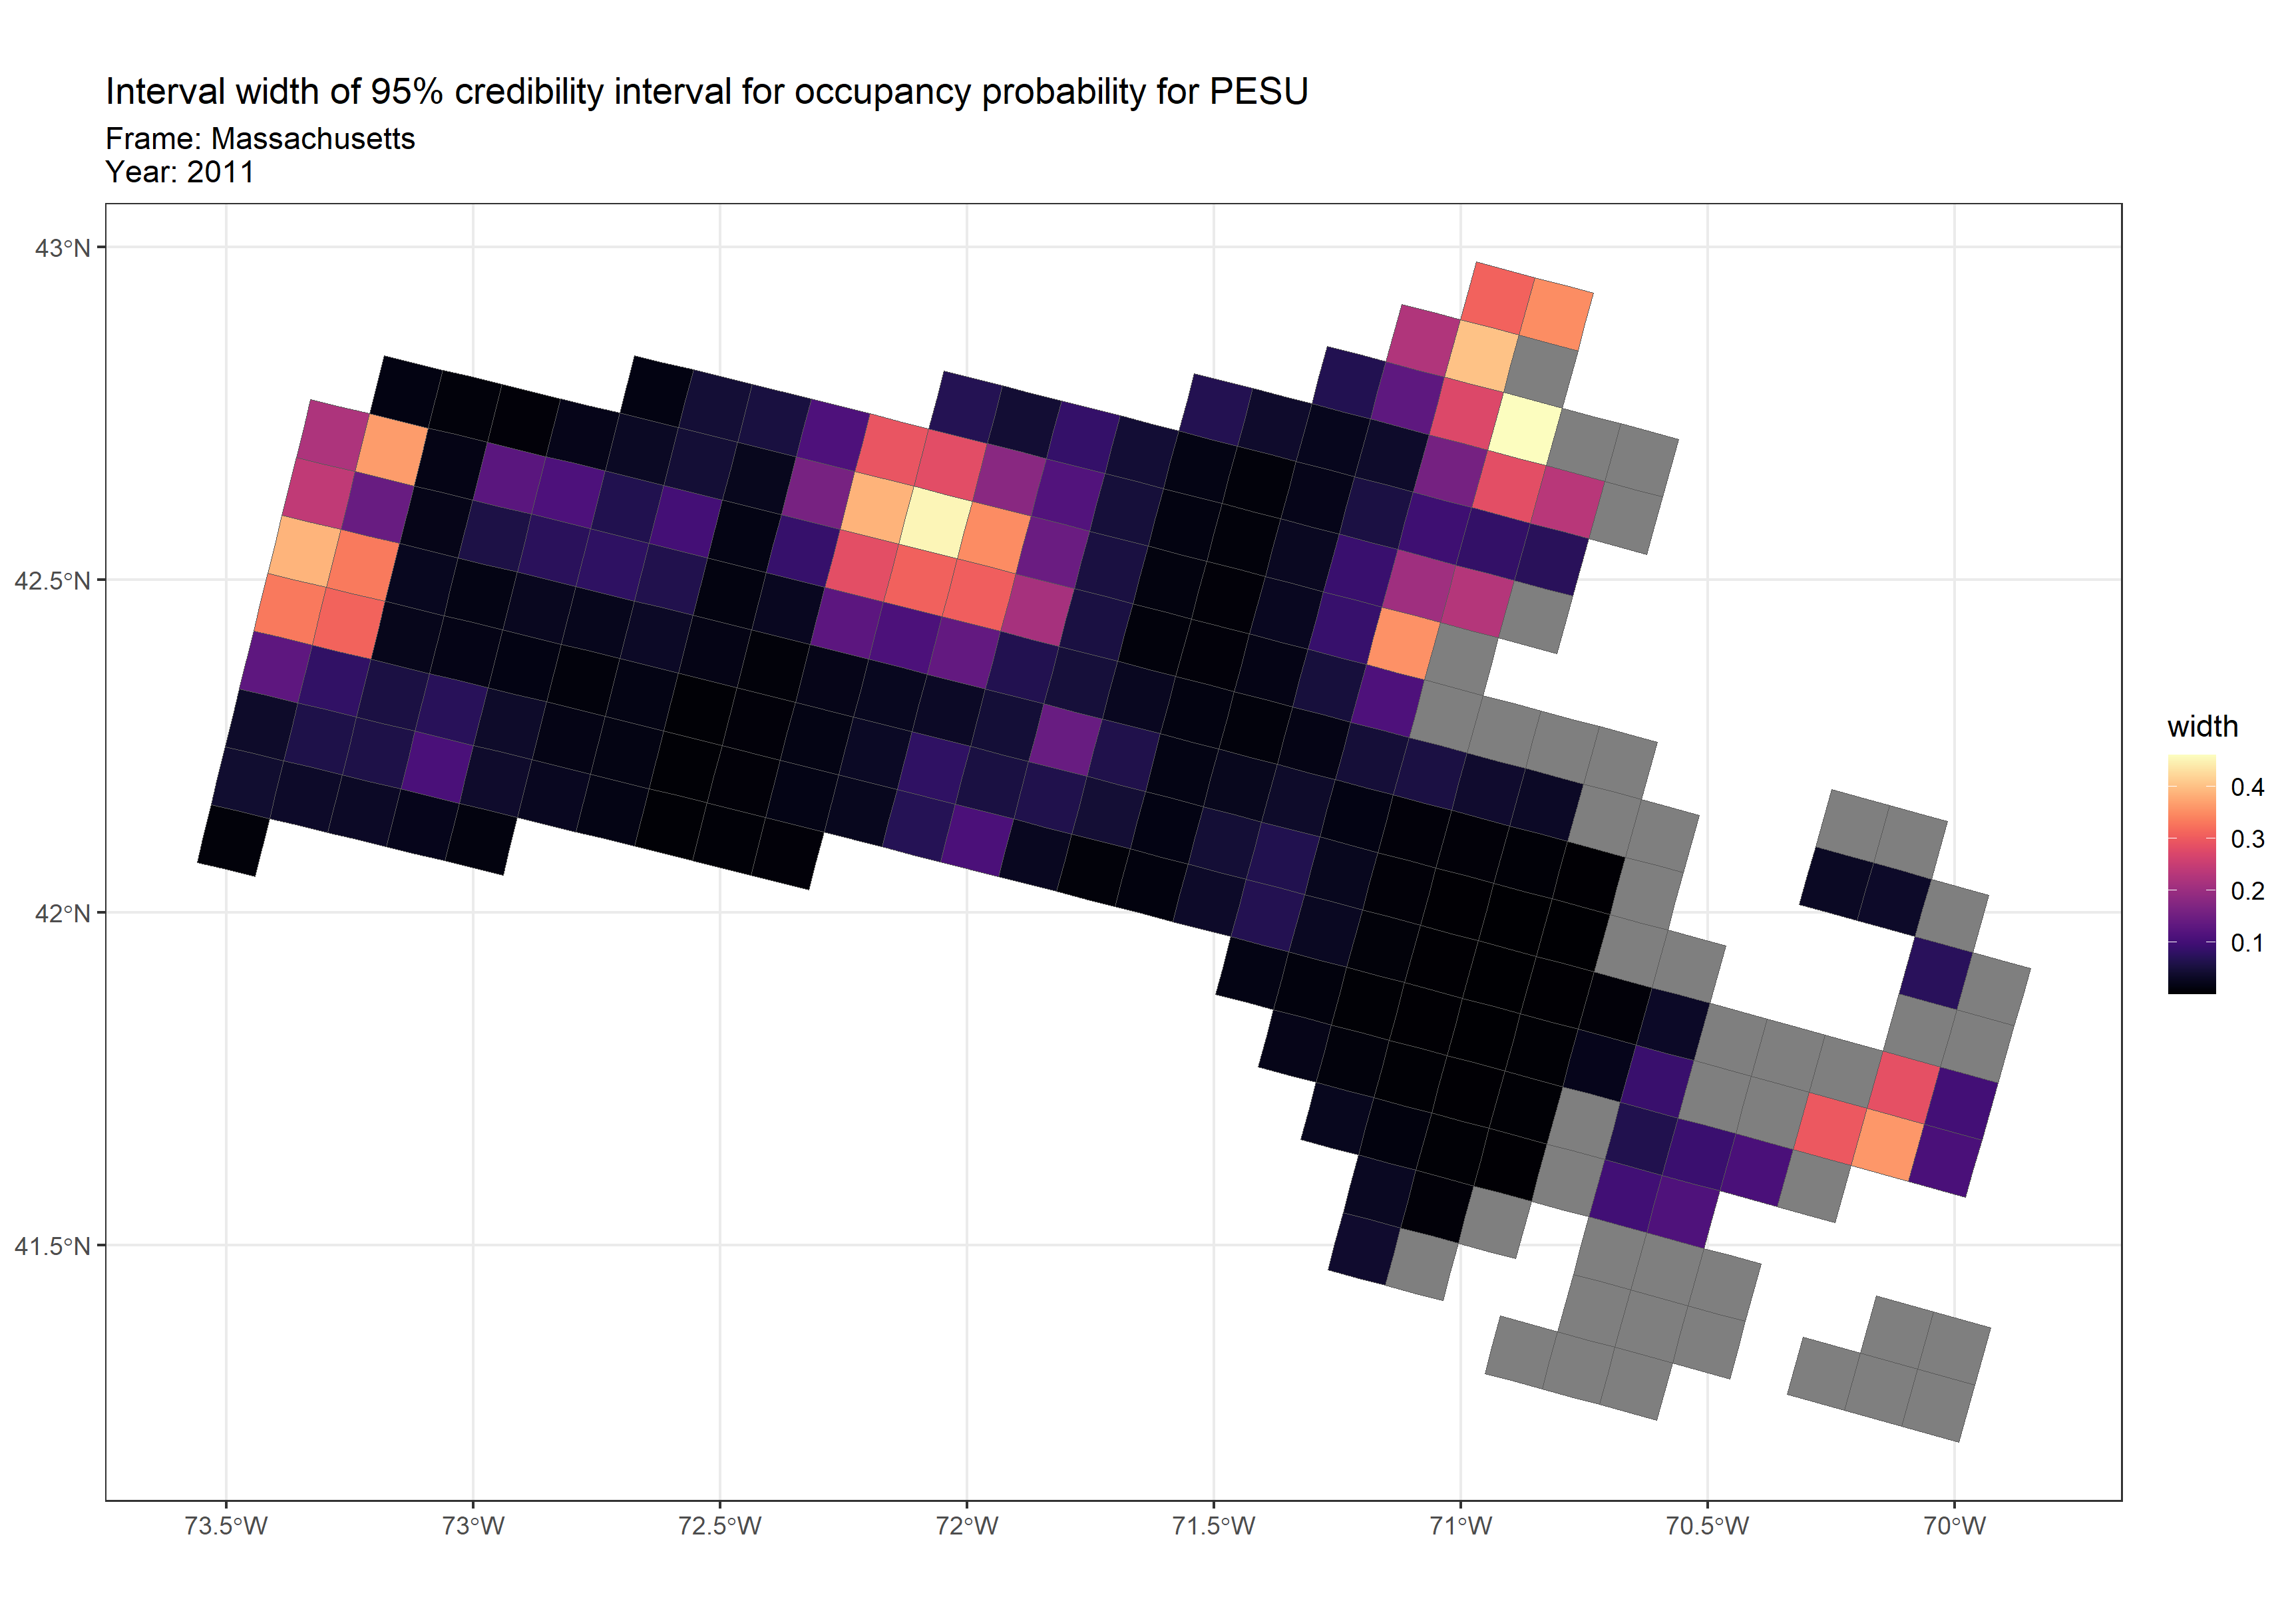 Interval width of 95% credibility interval for occupancy probability for PESU
Frame: Massachusetts
Year: 2011
43°N
42.5°N
42°N
41.5°N
73.5°W
73°W
72.5°W
72°W
71.5°W
71°W
70.5°W
70°W
width
0.4
0.3
0.2
0.1